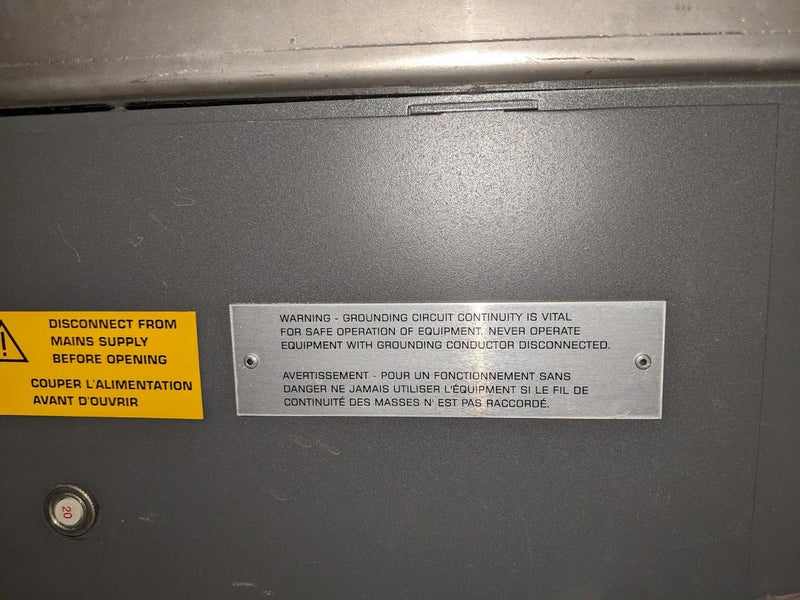 DISCONNECT FROM
MAINS SUPPLY
BEFORE OPENING
COUPER L'ALIMENTATION
AVANT D'OUVRIR
WARNING - GROUNDING CIRCUIT CONTINUITY IS VITAL
FOR SAFE OPERATION OF EQUIPMENT. NEVER OPERATE
EQUIPMENT WITH GROUNDING CONDUCTOR DISCONNECTED.
AVERTISSEMENT - POUR UN FONCTIONNEMENT SANS
DANGER NE JAMAIS UTILISER L'ÉQUIPMENT SI LE FIL DE
CONTINUITÉ DES MASSES N' EST PAS RACCORDÉ.
20